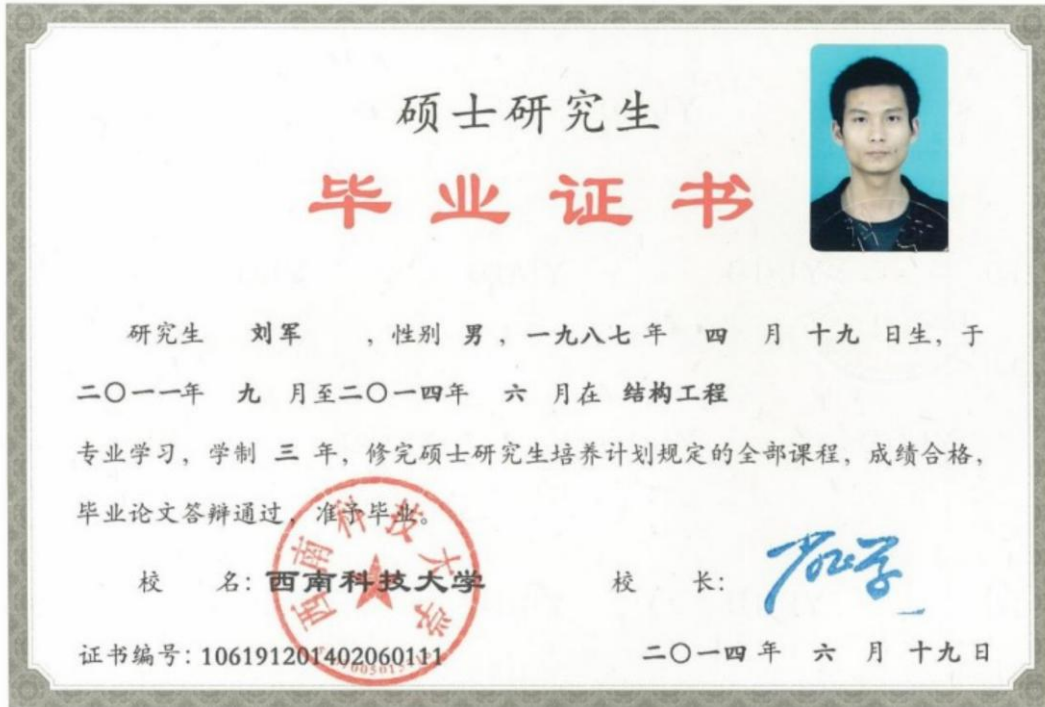 硕士研究生
毕业证书
研究生 刘军 ，性别 男，一九八七年 四 月 十九 日生，于
二〇一一年 九 月至二〇一四年 六 月在 结构工程
专业学习，学制 三 年，修完硕士研究生培养计划规定的全部课程，成绩合格，
毕业论文答辩通过，准予毕业。
西南科技大学
校 名：西南科技大学 校 长：
证书编号：106191201402060111 二〇一四年 六 月 十九日